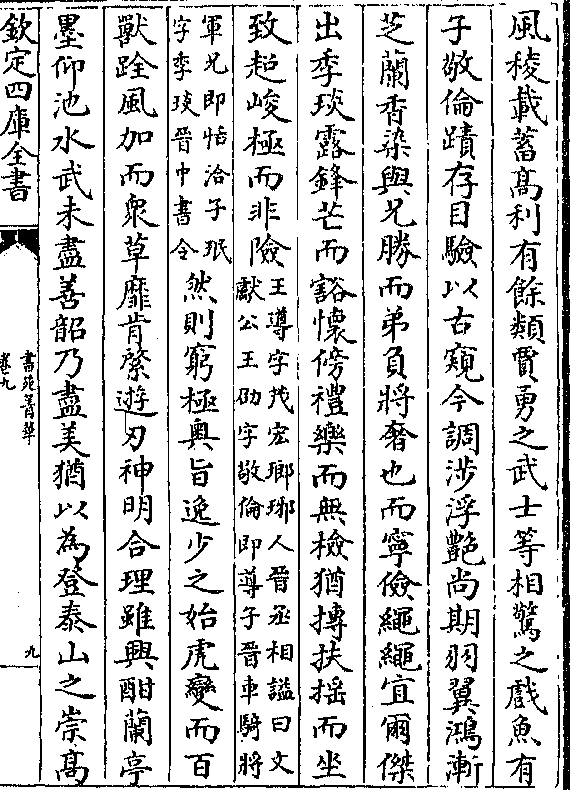 風稜載蓄高利有餘類賈勇之武士等相驚之戲魚有
子敬倫蹟存目驗以古窺今調涉浮艷尚期羽翼鴻漸
芝蘭香染與兄勝而弟負將奢也而寧儉繩繩宜爾傑
出季琰露鋒芒而豁懷傍禮樂而無檢猶摶扶揺而坐
致超峻極而非險王導字茂宏瑯琊人晉丞相謚曰文
獻公王劭字敬倫即導子晉車騎將
軍兄即恬洽子珉
字季琰晉中書令然則窮極奧旨逸少之始虎變而百
獸跧風加而衆草靡肯綮遊刃神明合理雖興酣蘭亭
墨仰池水武未盡善韶乃盡美猶以為登泰山之崇高
欽定四庫全書
書苑菁華
卷九
九